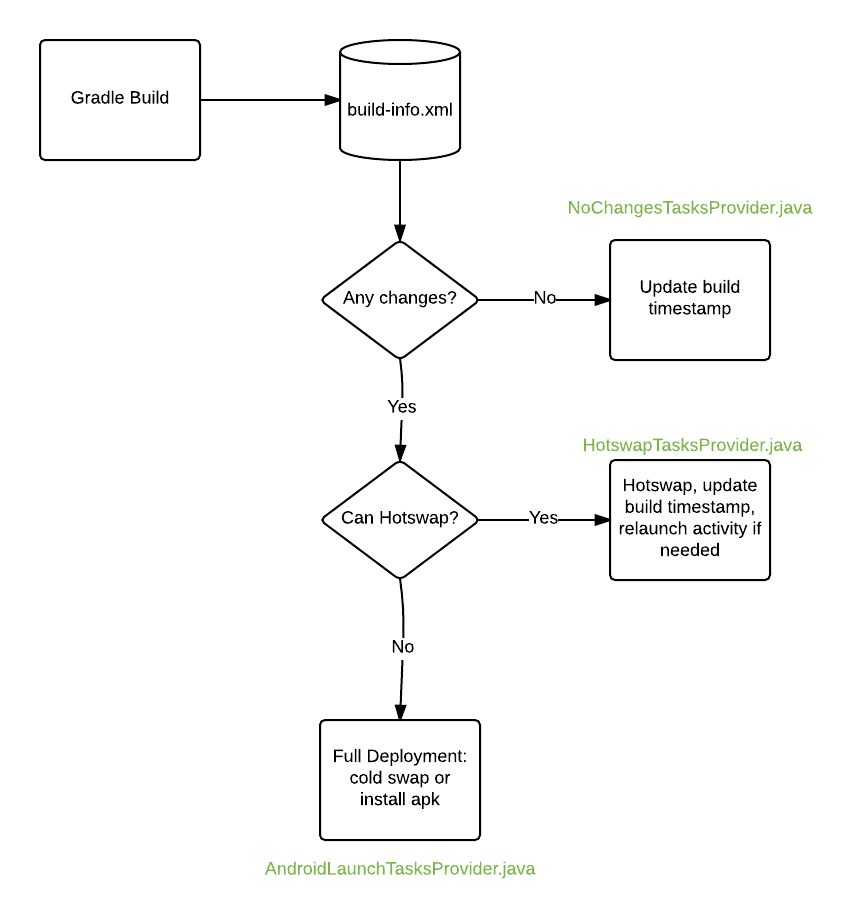 Gradle Build
build-info.xml
NoChangesTasksProvider.java
Any changes?
No
Update build
timestamp
Yes
HotswapTasksProvider.java
Can Hotswap?
Yes
Hotswap, update
build timestamp,
relaunch activity if
needed
No
Full Deployment:
cold swap or
install apk
AndroidLaunchTasksProvider.java